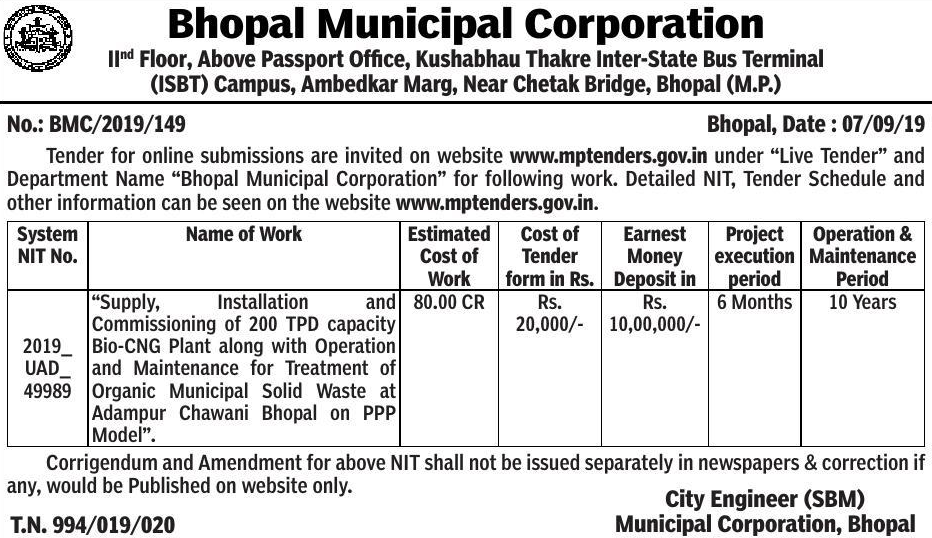 Bhopal Municipal Corporation
IInd Floor, Above Passport Office, Kushabhau Thakre Inter-State Bus Terminal
(ISBT) Campus, Ambedkar Marg, Near Chetak Bridge, Bhopal (M.P.)
No.: BMC/2019/149 Bhopal, Date : 07/09/19
Tender for online submissions are invited on website www.mptenders.gov.in under “Live Tender” and
Department Name “Bhopal Municipal Corporation” for following work. Detailed NIT, Tender Schedule and
other information can be seen on the website www.mptenders.gov.in.
System NIT No.
Name of Work
Estimated Cost of Work
Cost of Tender form in Rs.
Earnest Money Deposit in
Project execution period
Operation & Maintenance Period
2019_
UAD_
49989
“Supply, Installation and
Commissioning of 200 TPD capacity
Bio-CNG Plant along with Operation
and Maintenance for Treatment of
Organic Municipal Solid Waste at
Adampur Chawani Bhopal on PPP
Model”.
80.00 CR
Rs.
20,000/-
Rs.
10,00,000/-
6 Months
10 Years
Corrigendum and Amendment for above NIT shall not be issued separately in newspapers & correction if
any, would be Published on website only.
City Engineer (SBM)
T.N. 994/019/020 Municipal Corporation, Bhopal